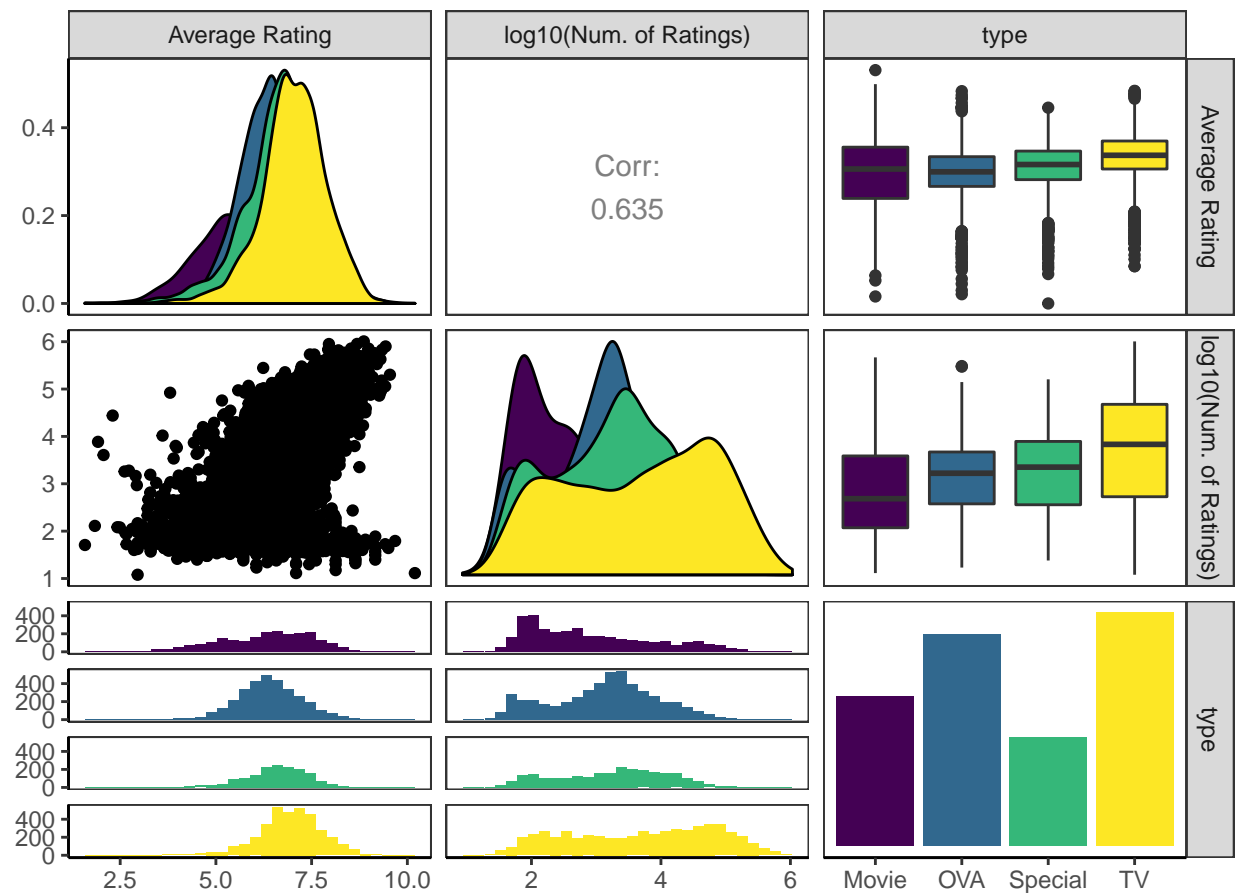 Average Rating
log10(Num. of Ratings)
type
0.4
0.2
0.0
Corr:
0.635
Average Rating
6
5
4
3
2
1
log10(Num. of Ratings)
400
200
0
400
200
0
400
200
0
400
200
0
type
2.5 5.0 7.5 10.0
2 4 6
Movie OVA Special TV